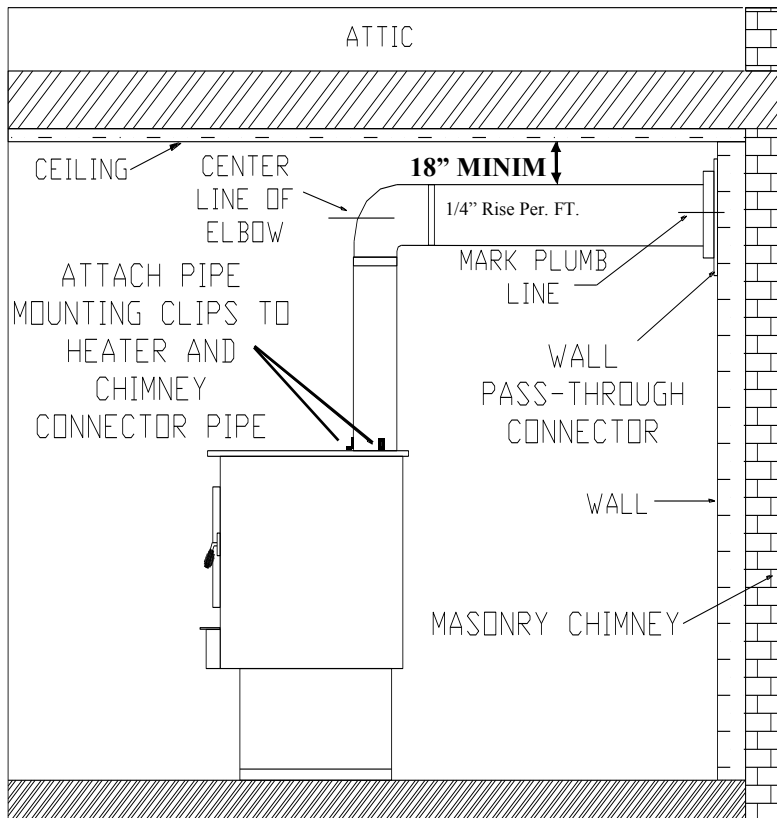 ATTIC
CEILING
CENTER
LINE OF
ELBOW
18” MINIM
1/4” Rise Per. FT.
MARK PLUMB
LINE
ATTACH PIPE
MOUNTING CLIPS TO
HEATER AND
CHIMNEY
CONNECTOR PIPE
WALL
PASS-THROUGH
CONNECTOR
WALL
MASONRY CHIMNEY